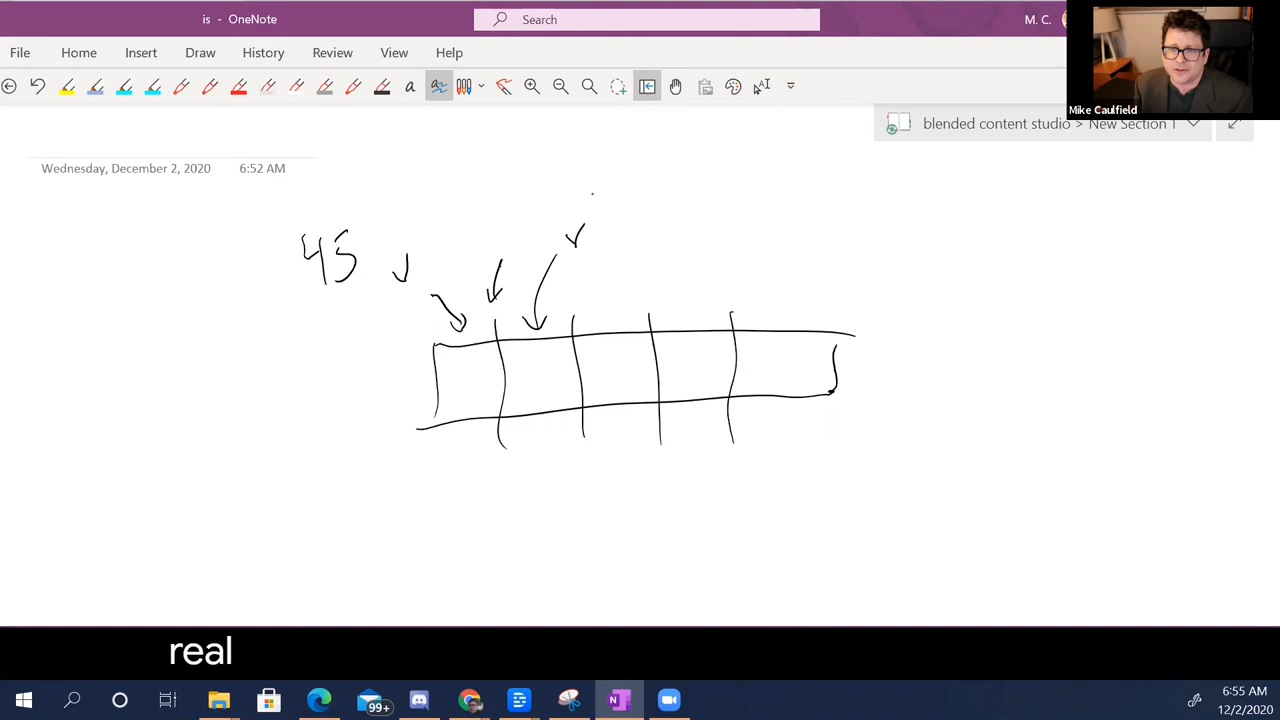 is - OneNote
Search
M. C.
File Home Insert Draw History Review View Help
Mike Caulfield
blended content studio > New Section 1
Wednesday, December 2, 2020 6:52 AM
45
real
99+
6:55 AM
12/2/2020